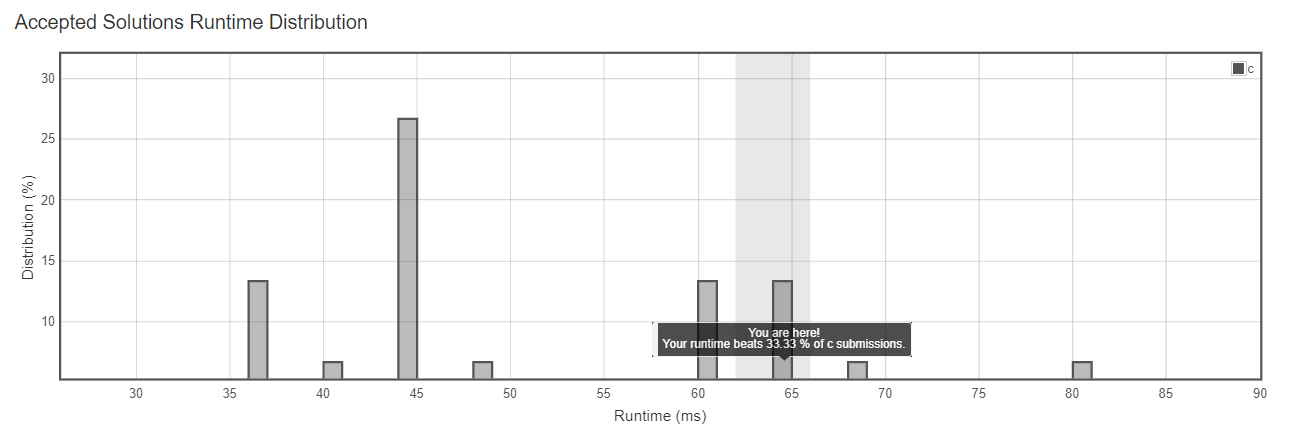 Accepted Solutions Runtime Distribution
c
30
25
20
15
10
Distribution (%)
You are here!
Your runtime beats 33.33 % of c submissions.
30 35 40 45 50 55 60 65 70 75 80 85 90
Runtime (ms)